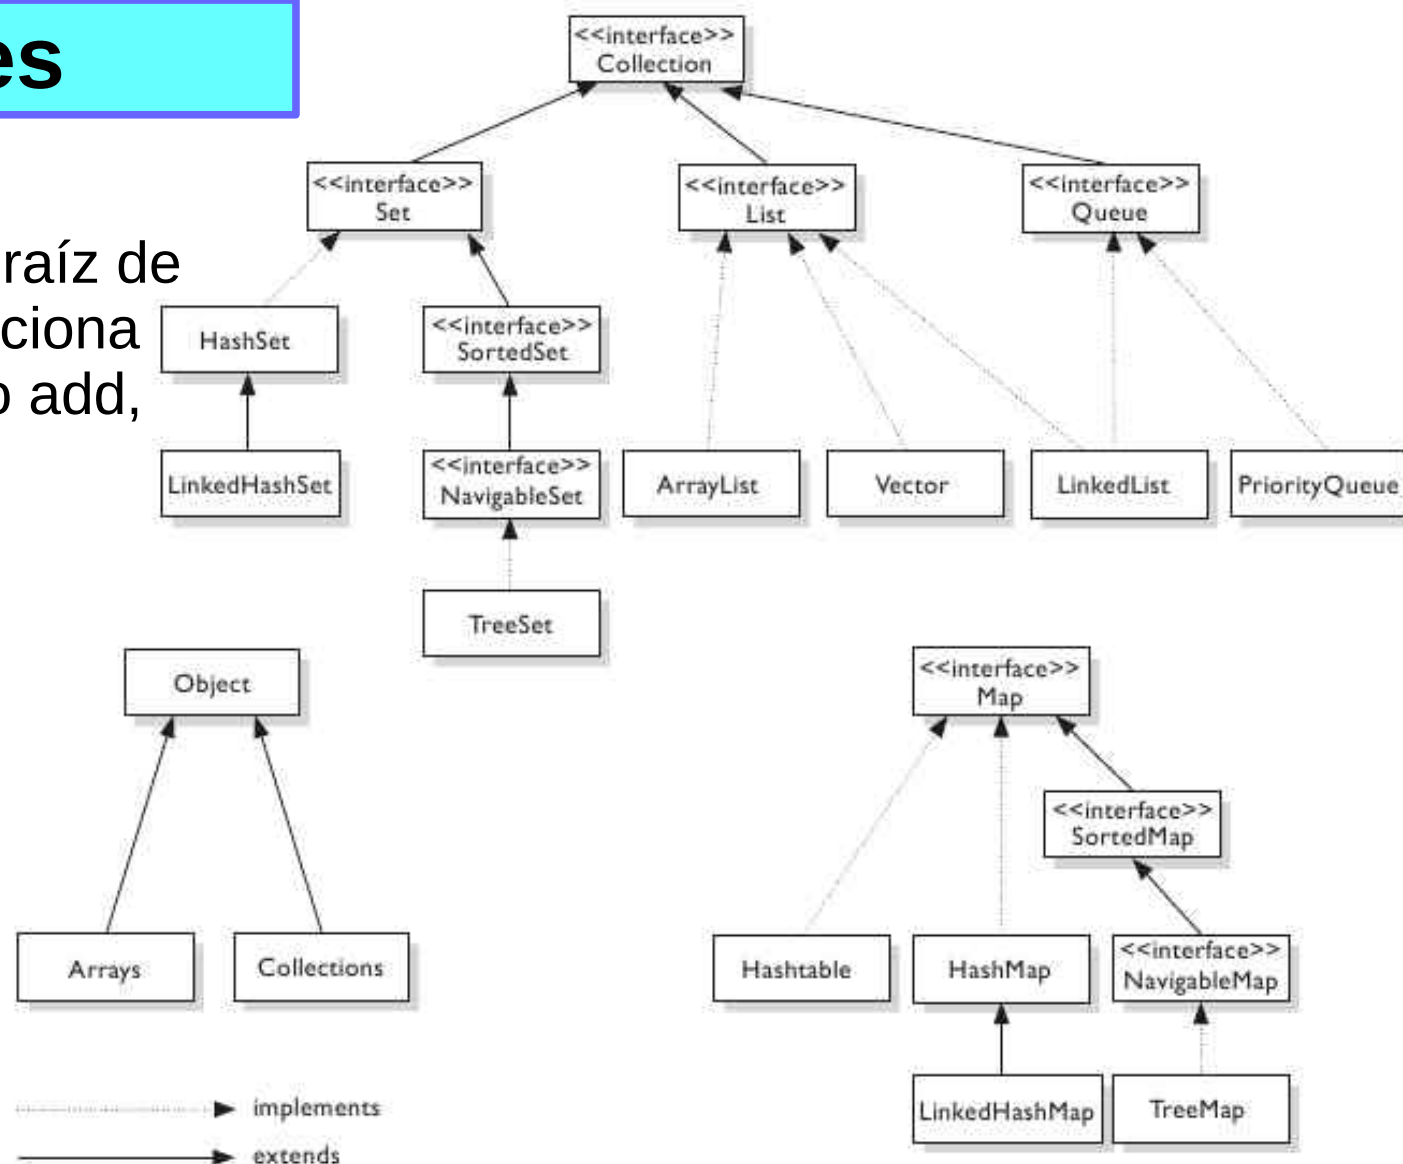 es
raíz de
ciona
o add,
<<interface>>
Collection
<<interface>>
Set
<<interface>>
List
<<interface>>
Queue
HashSet
<<interface>>
SortedSet
LinkedHashSet
<<interface>>
NavigableSet
ArrayList
Vector
LinkedList
PriorityQueue
TreeSet
Object
<<interface>>
Map
<<interface>>
SortedMap
Arrays
Collections
Hashtable
HashMap
<<interface>>
NavigableMap
LinkedHashMap
TreeMap
implements
extends